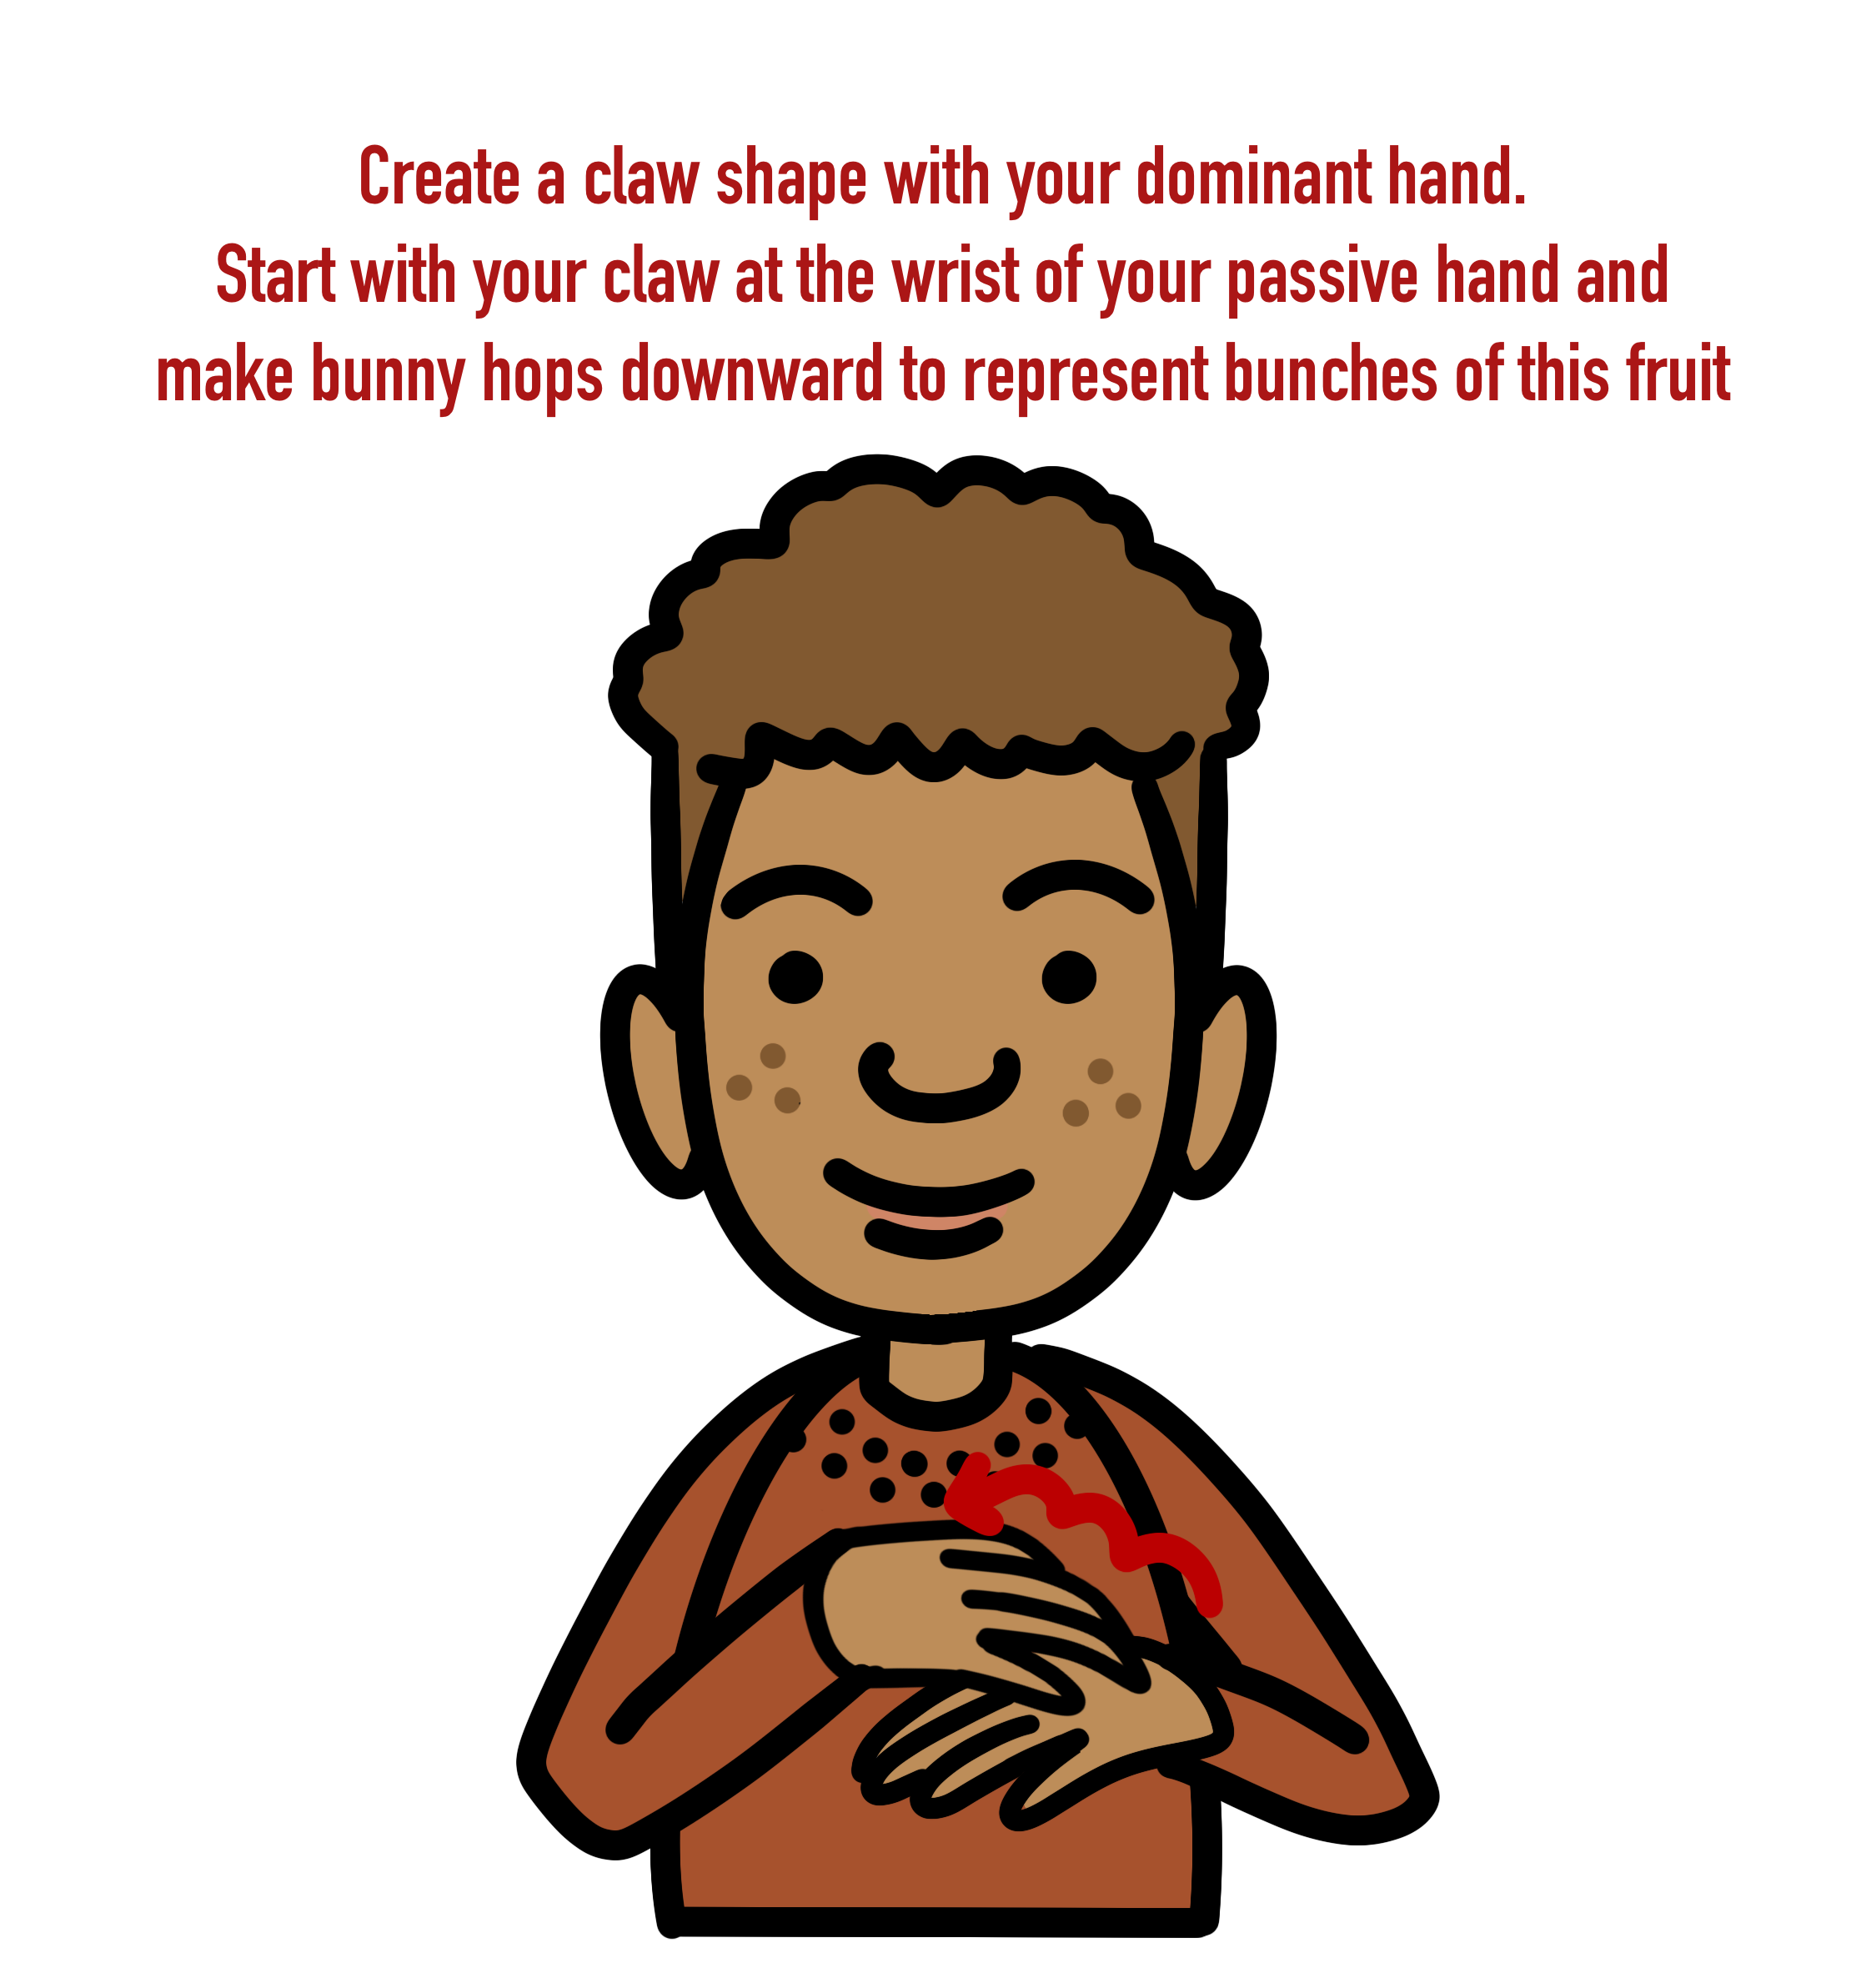 Create a claw shape with your dominant hand.
Start with your claw at the wrist of your passive hand and
make bunny hops downward to represent bunches of this fruit